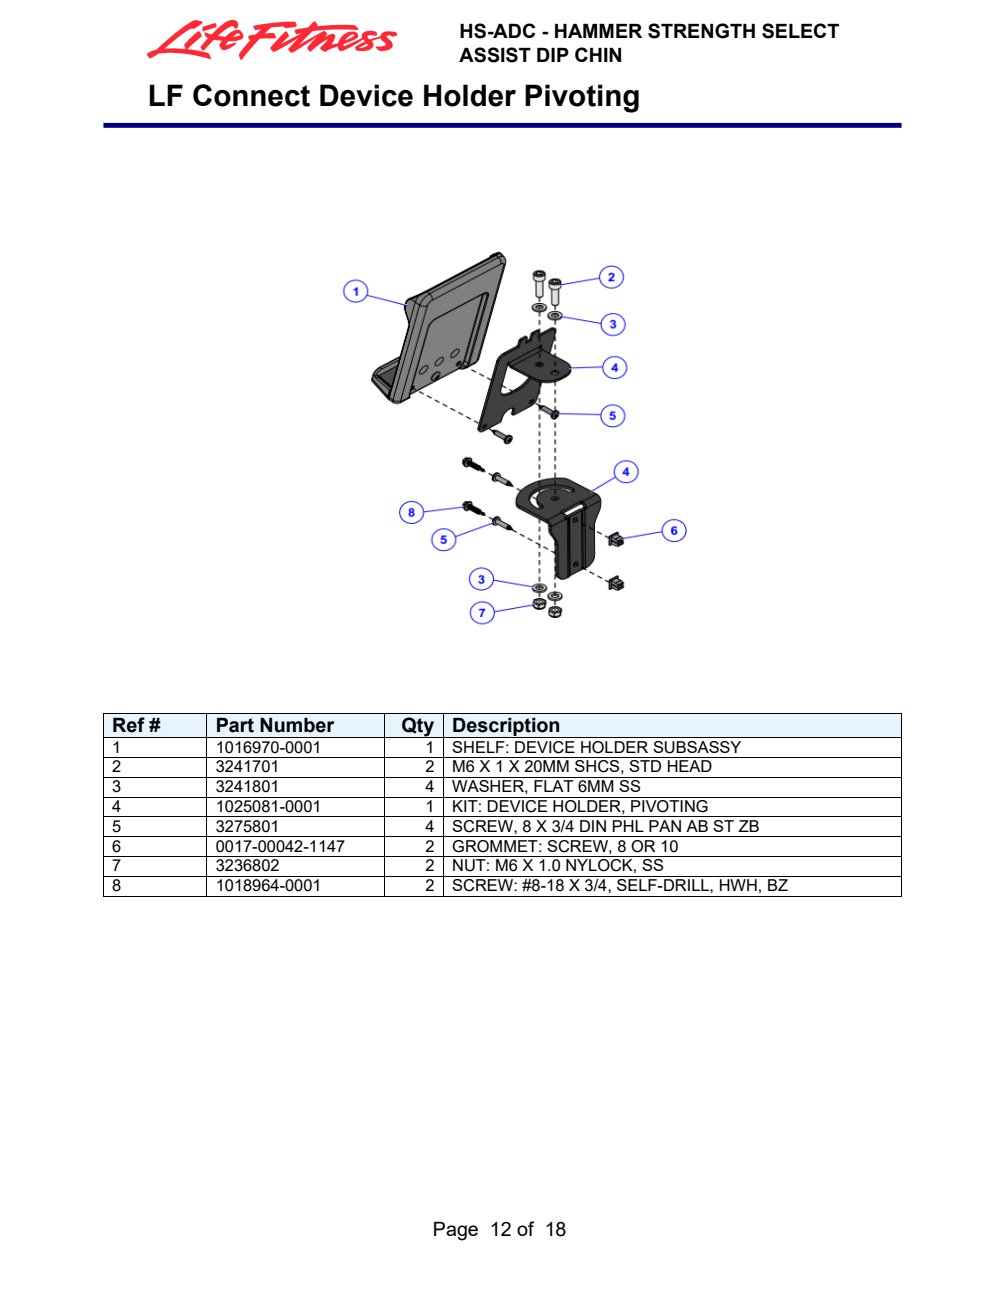 Life Fitness
HS-ADC - HAMMER STRENGTH SELECT
ASSIST DIP CHIN
LF Connect Device Holder Pivoting
1
2
3
4
5
4
8
5
6
3
7
Ref # Part Number Qty Description
1 1016970-0001 1 SHELF: DEVICE HOLDER SUBSASSY
2 3241701 2 M6 X 1 X 20MM SHCS, STD HEAD
3 3241801 4 WASHER, FLAT 6MM SS
4 1025081-0001 1 KIT: DEVICE HOLDER, PIVOTING
5 3275801 4 SCREW, 8 X 3/4 DIN PHL PAN AB ST ZB
6 0017-00042-1147 2 GROMMET: SCREW, 8 OR 10
7 3236802 2 NUT: M6 X 1.0 NYLOCK, SS
8 1018964-0001 2 SCREW: #8-18 X 3/4, SELF-DRILL, HWH, BZ
Page 12 of 18